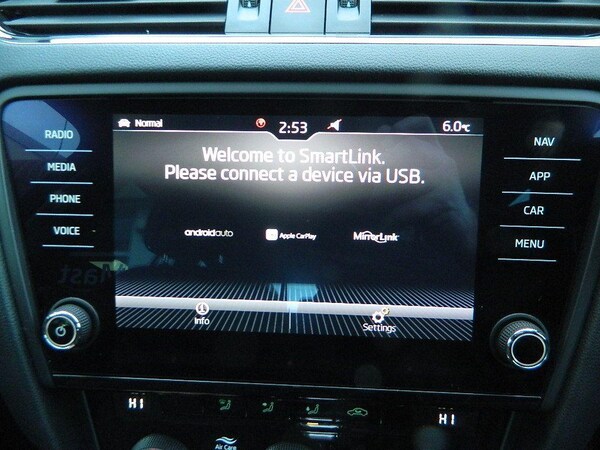 Normal 2:53 6.0°C
RADIO
MEDIA
PHONE
VOICE
Welcome to SmartLink.
Please connect a device via USB.
androidauto Apple CarPlay MirrorLink
Info Settings
NAV
APP
CAR
MENU
HI HI
Air Care